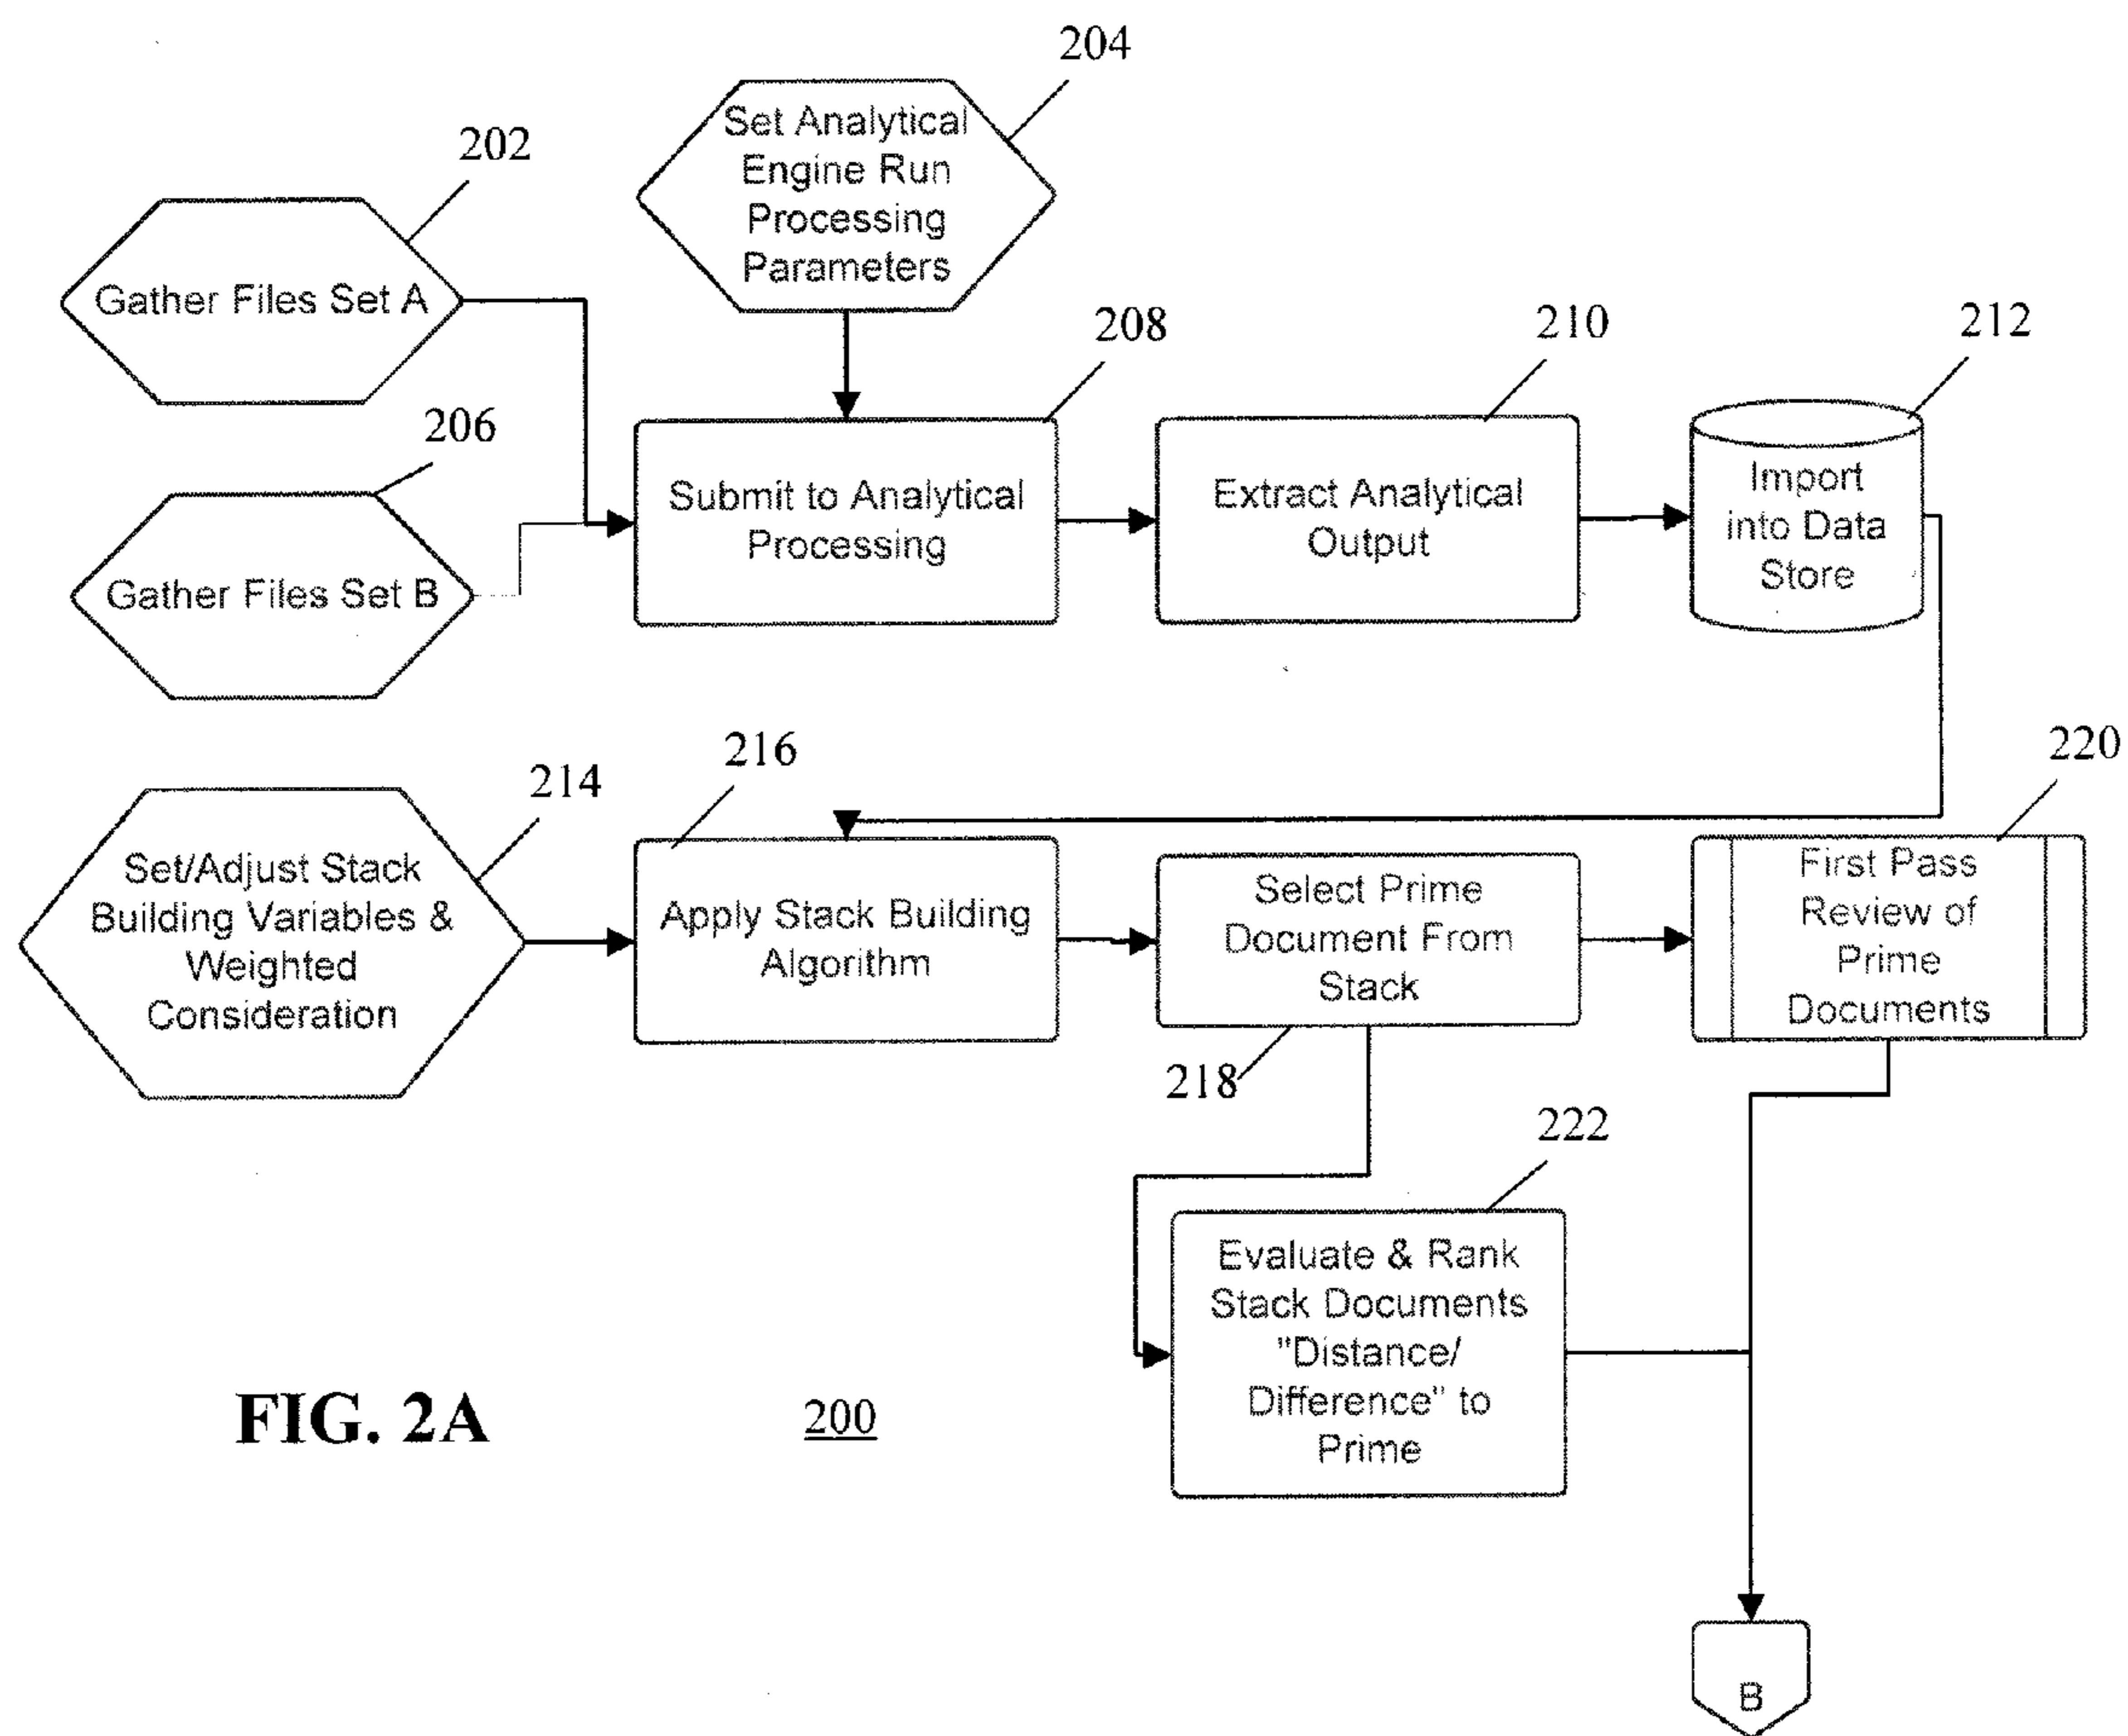 204
Set Analytical
Engine Run
Processing
Parameters
202
Gather Files Set A
206
Gather Files Set B
208
Submit to Analytical
Processing
210
Extract Analytical
Output
212
Import
into Data
Store
214
Set/Adjust Stack
Building Variables &
Weighted
Consideration
216
Apply Stack Building
Algorithm
Select Prime
Document From
Stack
218
220
First Pass
Review of
Prime
Documents
222
Evaluate & Rank
Stack Documents
"Distance/
Difference" to
Prime
FIG. 2A
200
B